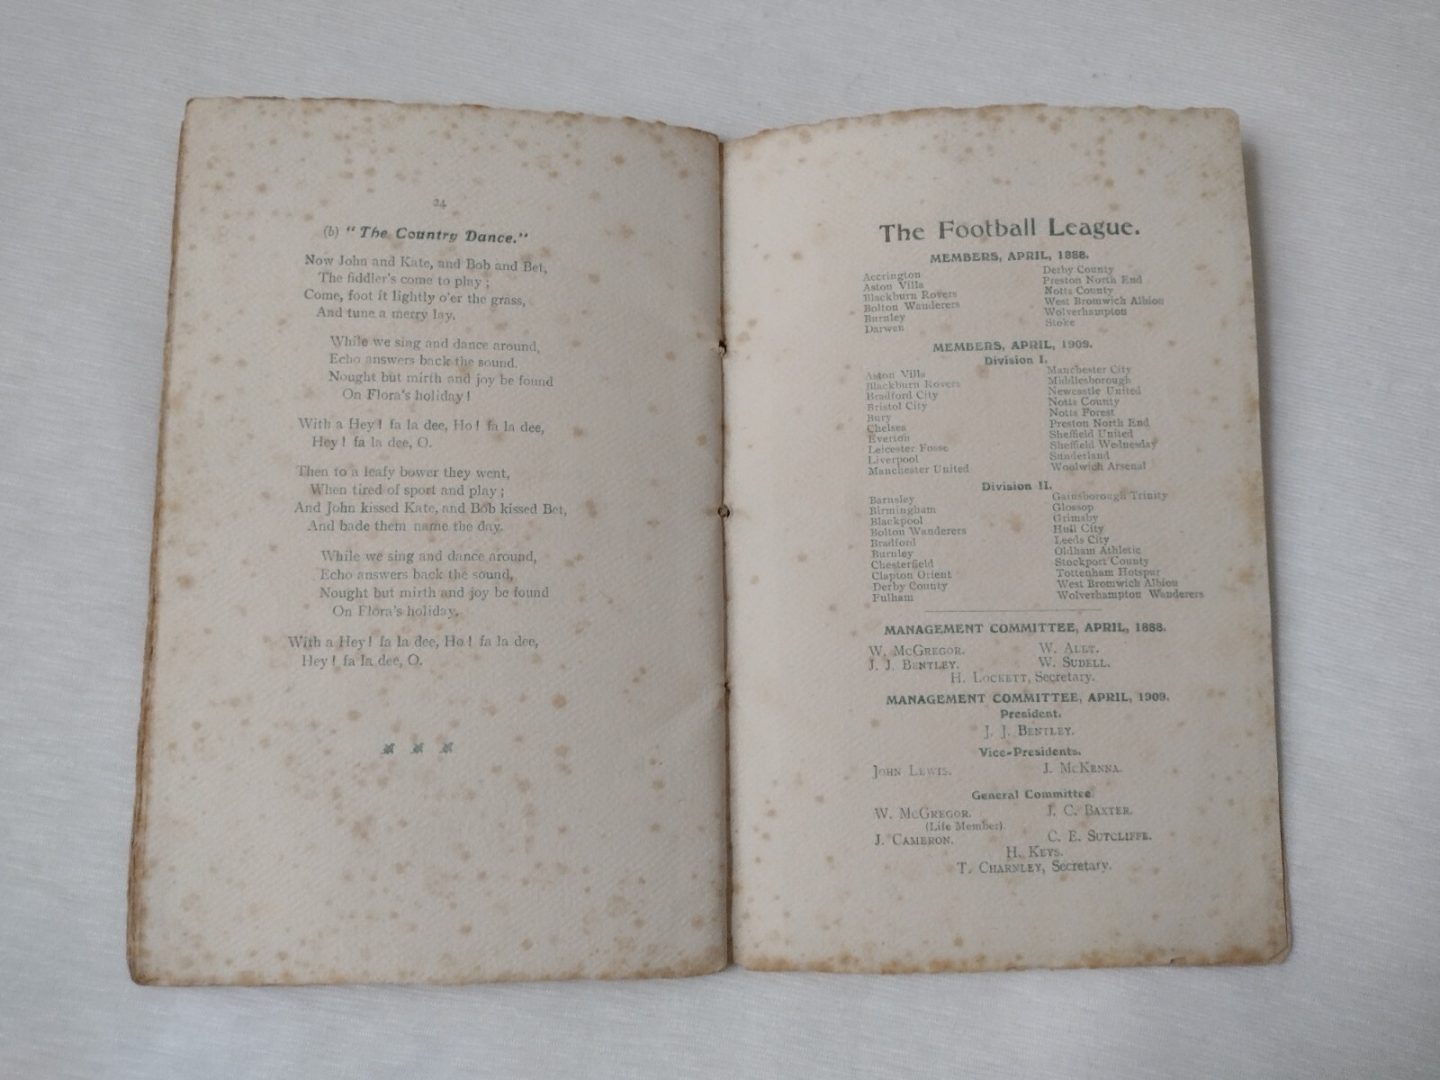 24
(b) "The Country Dance."
Now John and Kate, and Bob and Bet,
The fiddler's come to play;
Come, foot it lightly o'er the grass,
And tune a merry lay.
While we sing and dance around,
Echo answers back the sound.
Nought but mirth and joy be found
On Flora's holiday!
With a Hey! fa la dee, Ho! fa la dee,
Hey! fa la dee, O.
Then to a leafy bower they went,
When tired of sport and play;
And John kissed Kate, and Bob kissed Bet,
And bade them name the day.
While we sing and dance around,
Echo answers back the sound,
Nought but mirth and joy be found
On Flora's holiday.
With a Hey! fa la dee, Ho! fa la dee,
Hey! fa la dee, O.
The Football League.
MEMBERS, APRIL, 1888.
Accrington
Aston Villa
Blackburn Rovers
Bolton Wanderers
Burnley
Darwen
Derby County
Preston North End
Notts County
West Bromwich Albion
Wolverhampton
Stoke
MEMBERS, APRIL, 1909.
Division I.
Aston Villa
Blackburn Rovers
Bradford City
Bristol City
Bury
Chelsea
Everton
Leicester Fosse
Liverpool
Manchester United
Manchester City
Middlesborough
Newcastle United
Notts County
Notts Forest
Preston North End
Sheffield United
Sheffield Wednesday
Sunderland
Woolwich Arsenal
Division II.
Barnsley
Birmingham
Blackpool
Bolton Wanderers
Bradford
Burnley
Chesterfield
Clapton Orient
Derby County
Fulham
Gainsborough Trinity
Glossop
Grimsby
Hull City
Leeds City
Oldham Athletic
Stockport County
Tottenham Hotspur
West Bromwich Albion
Wolverhampton Wanderers
MANAGEMENT COMMITTEE, APRIL, 1888.
W. McGREGOR. W. AULT.
J. J. BENTLEY. W. SUDELL.
H. LOCKETT, Secretary.
MANAGEMENT COMMITTEE, APRIL, 1909.
President.
J. J. BENTLEY.
Vice-Presidents.
JOHN LEWIS. J. McKENNA.
General Committee.
W. McGREGOR. J. C. BAXTER.
(Life Member)
J. CAMERON. C. E. SUTCLIFFE.
H. KEYS.
T. CHARNLEY, Secretary.